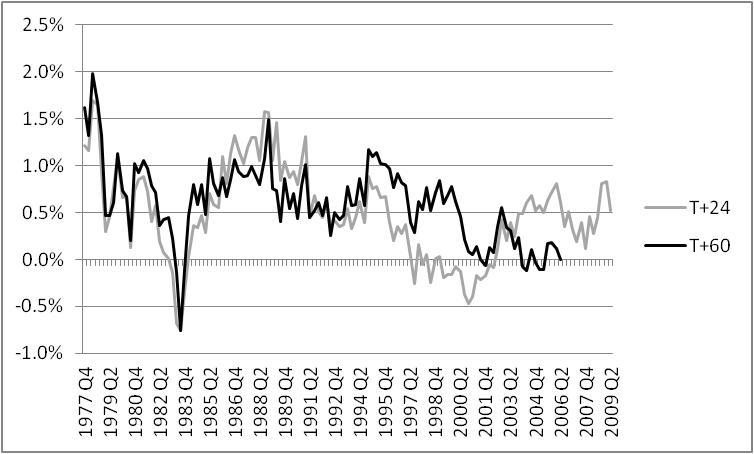 2.5%
2.0%
1.5%
1.0%
0.5%
0.0%
-0.5%
-1.0%
1977 Q4
1979 Q2
1980 Q4
1982 Q2
1983 Q4
1985 Q2
1986 Q4
1988 Q2
1989 Q4
1991 Q2
1992 Q4
1994 Q2
1995 Q4
1997 Q2
1998 Q4
2000 Q2
2001 Q4
2003 Q2
2004 Q4
2006 Q2
2007 Q4
2009 Q2
T+24
T+60